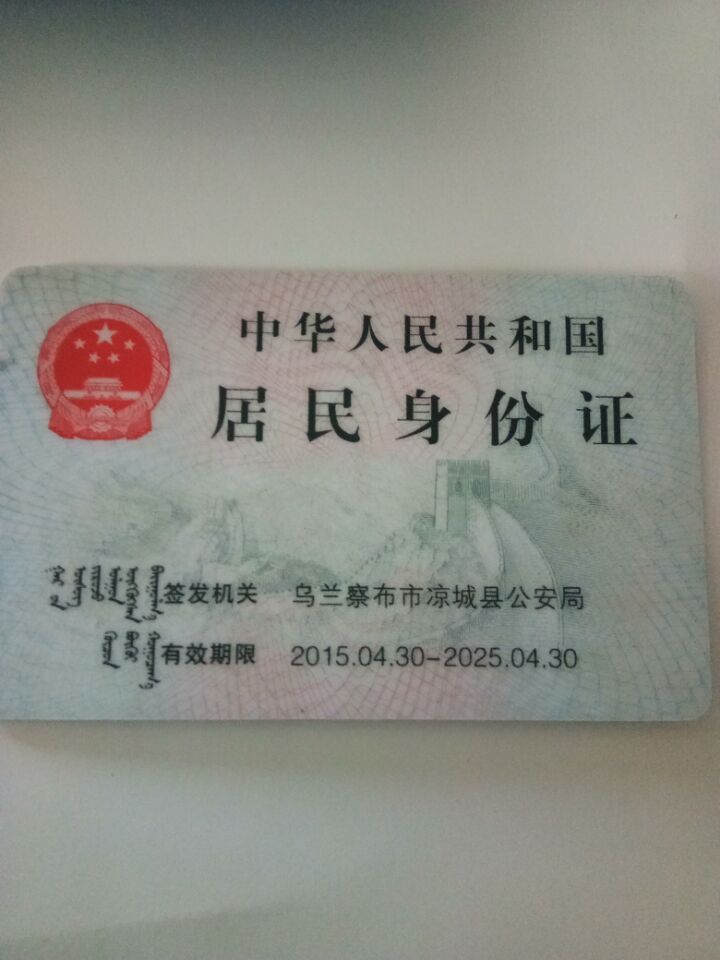 中华人民共和国
居民身份证
签发机关 乌兰察布市凉城县公安局
有效期限 2015.04.30-2025.04.30